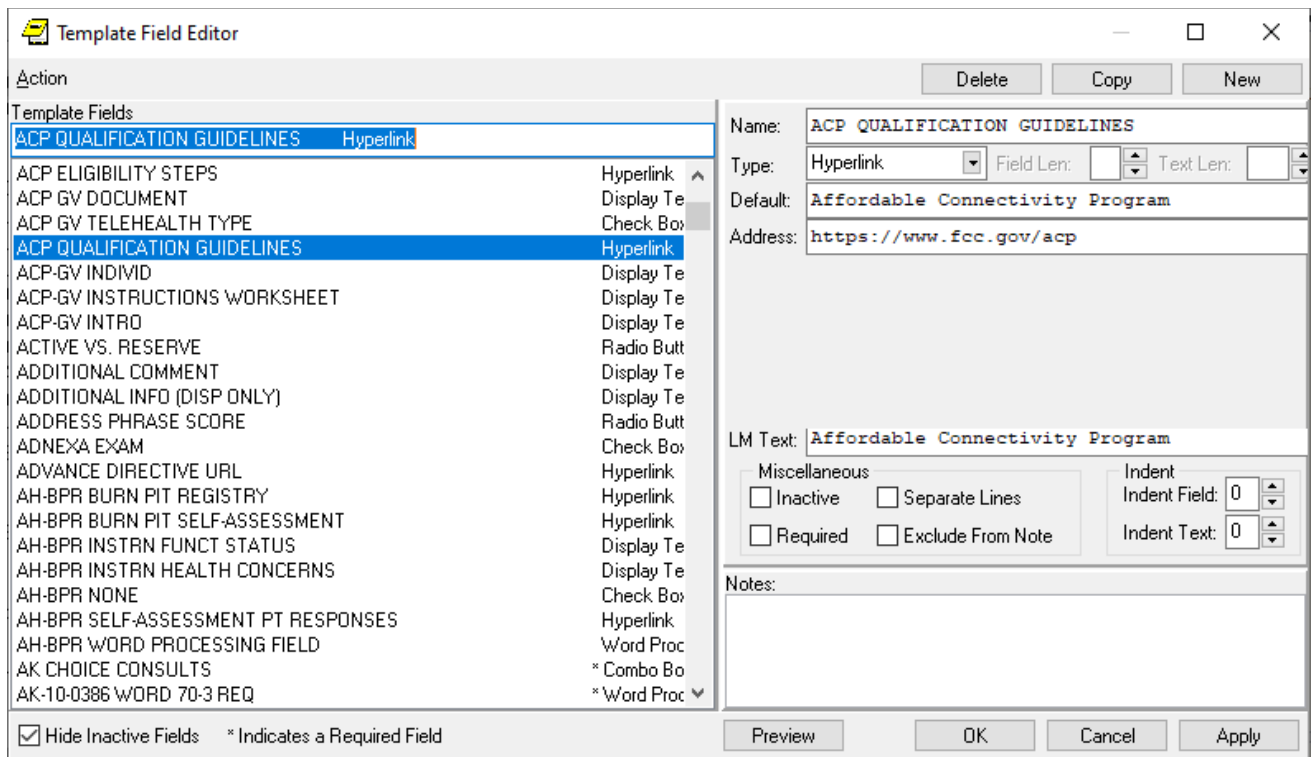 Template Field Editor
Action
Delete
Copy
New
Template Fields
ACP QUALIFICATION GUIDELINES Hyperlink
ACP ELIGIBILITY STEPS Hyperlink
ACP GV DOCUMENT Display Te
ACP GV TELEHEALTH TYPE Check Box
ACP QUALIFICATION GUIDELINES Hyperlink
ACP-GV INDIVID Display Te
ACP-GV INSTRUCTIONS WORKSHEET Display Te
ACP-GV INTRO Display Te
ACTIVE VS. RESERVE Radio Butt
ADDITIONAL COMMENT Display Te
ADDITIONAL INFO (DISP ONLY) Display Te
ADDRESS PHRASE SCORE Radio Butt
ADNEXA EXAM Check Box
ADVANCE DIRECTIVE URL Hyperlink
AH-BPR BURN PIT REGISTRY Hyperlink
AH-BPR BURN PIT SELF-ASSESSMENT Hyperlink
AH-BPR INSTRN FUNCT STATUS Display Te
AH-BPR INSTRN HEALTH CONCERNS Display Te
AH-BPR NONE Check Box
AH-BPR SELF-ASSESSMENT PT RESPONSES Hyperlink
AH-BPR WORD PROCESSING FIELD Word Proc
AK CHOICE CONSULTS * Combo Bo
AK-10-0386 WORD 70-3 REQ * Word Proc
Hide Inactive Fields * Indicates a Required Field
Name: ACP QUALIFICATION GUIDELINES
Type: Hyperlink Field Len: Text Len:
Default: Affordable Connectivity Program
Address: https://www.fcc.gov/acp
LM Text: Affordable Connectivity Program
Miscellaneous
Inactive Separate Lines
Required Exclude From Note
Indent
Indent Field: 0
Indent Text: 0
Notes:
Preview
OK
Cancel
Apply